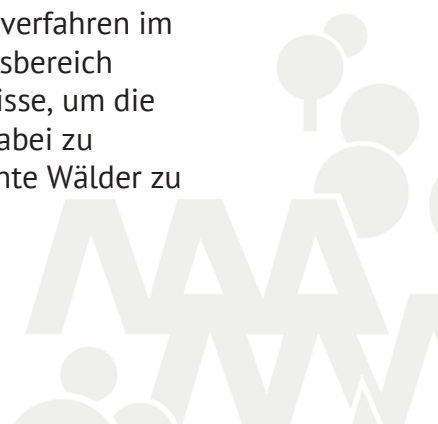 verfahren im
sbereich
isse, um die
abei zu
nte Wälder zu